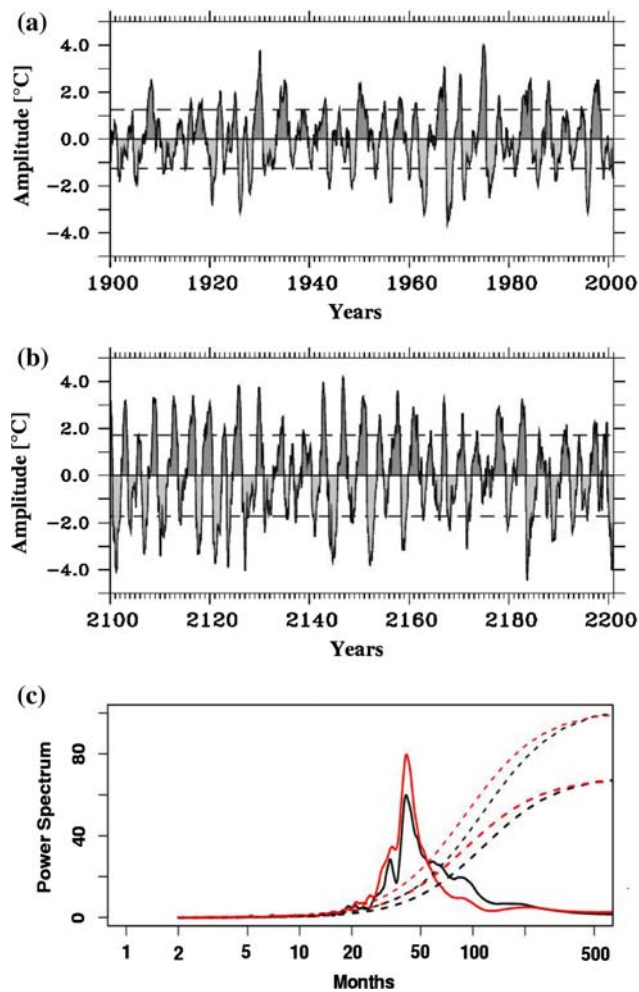 (a)
Amplitude [°C]
4.0
2.0
0.0
-2.0
-4.0
1900 1920 1940 1960 1980 2000
Years
(b)
Amplitude [°C]
4.0
2.0
0.0
-2.0
-4.0
2100 2120 2140 2160 2180 2200
Years
(c)
Power Spectrum
80
40
0
1 2 5 10 20 50 100 500
Months